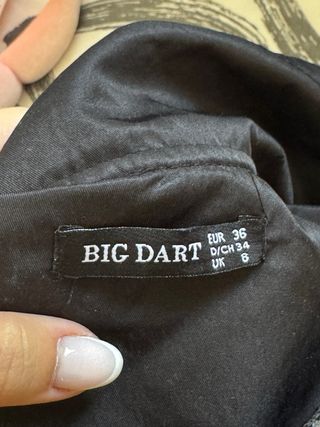 BIG DART
EUR 36
D/CH 34
UK 8